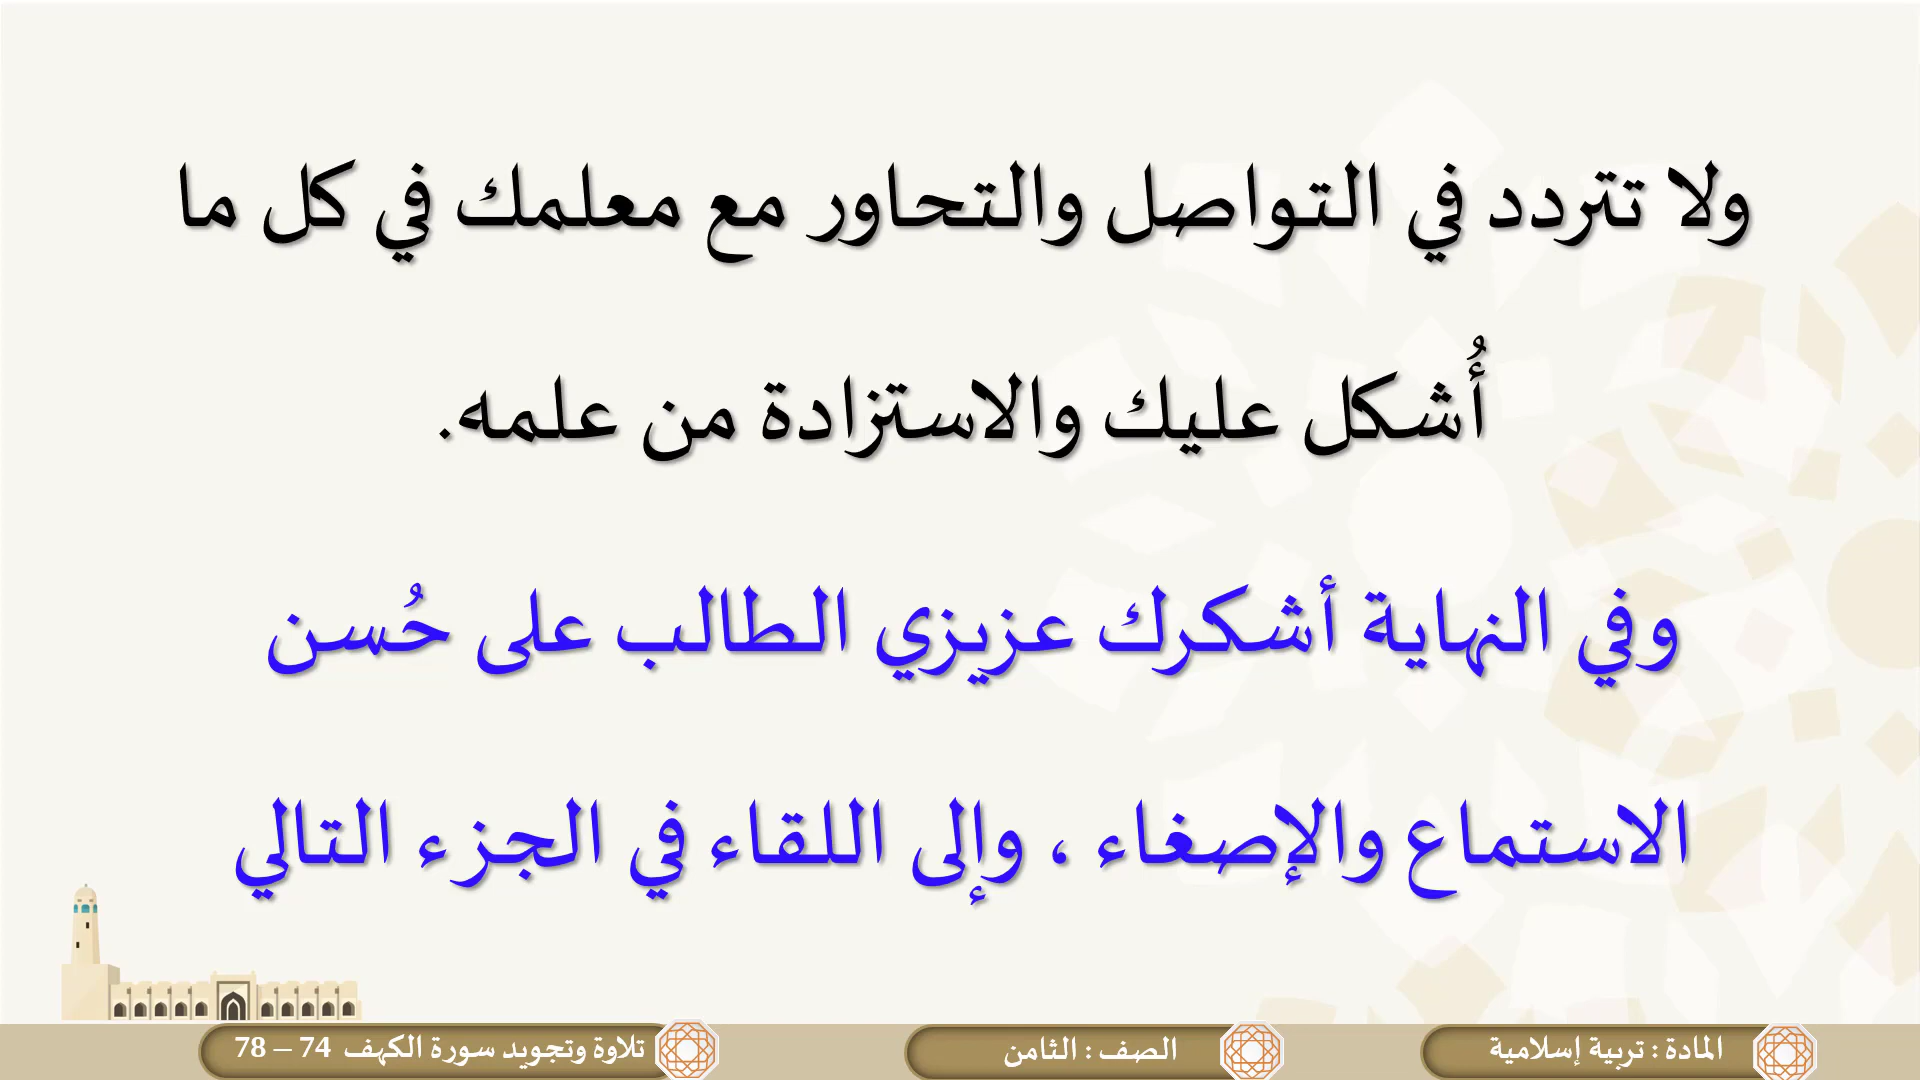 ولا تتردد في التواصل والتحاور مع معلمك في كل ما
أُشكل عليك والاستزادة من علمه.
وفي النهاية أشكرك عزيزي الطالب على حُسن
الاستماع والإصغاء ، وإلى اللقاء في الجزء التالي
المادة : تربية إسلامية
الصف : الثامن
تلاوة وتجويد سورة الكهف 74 – 78